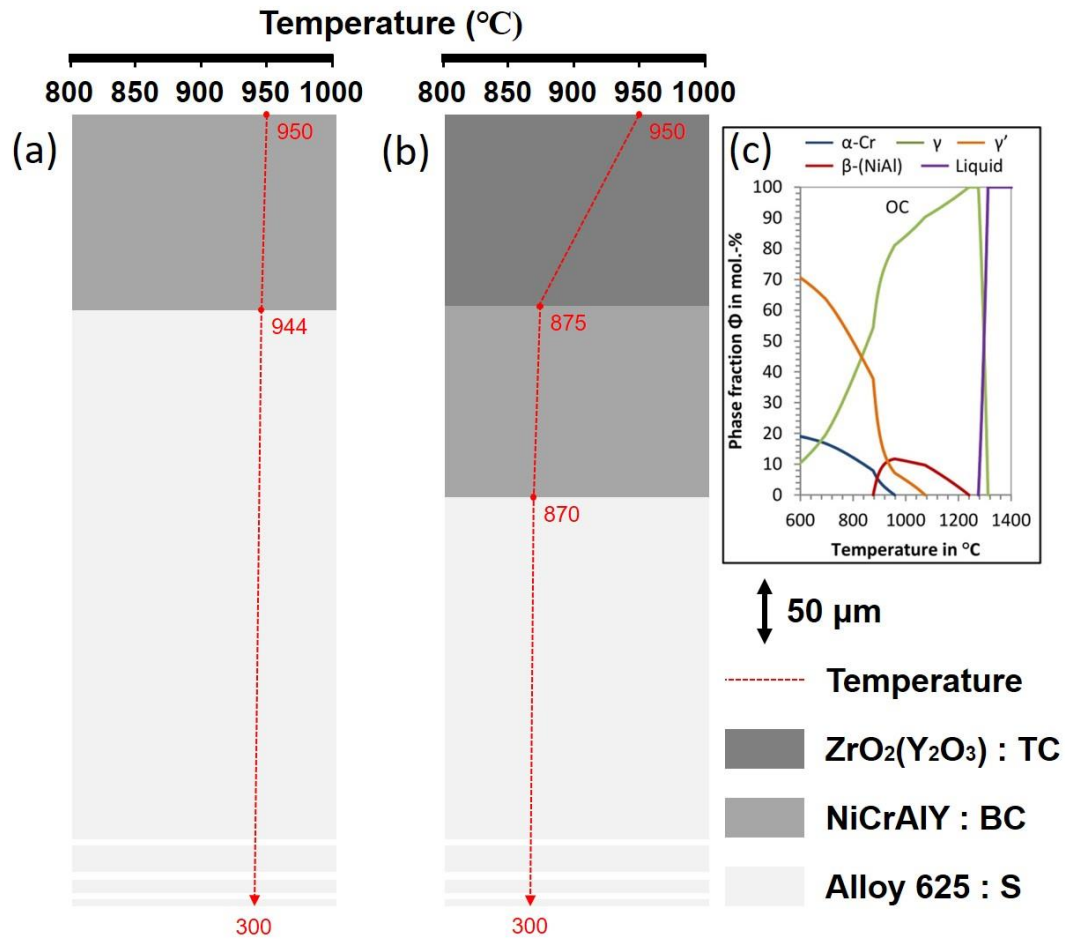 Temperature (°C)
800 850 900 950 1000
800 850 900 950 1000
(a)
950
944
300
(b)
950
875
870
300
(c)
α-Cr γ γ’
β-(NiAl) Liquid
OC
Phase fraction Φ in mol.-%
100
90
80
70
60
50
40
30
20
10
0
600 800 1000 1200 1400
Temperature in °C
50 µm
Temperature
ZrO₂(Y₂O₃) : TC
NiCrAlY : BC
Alloy 625 : S